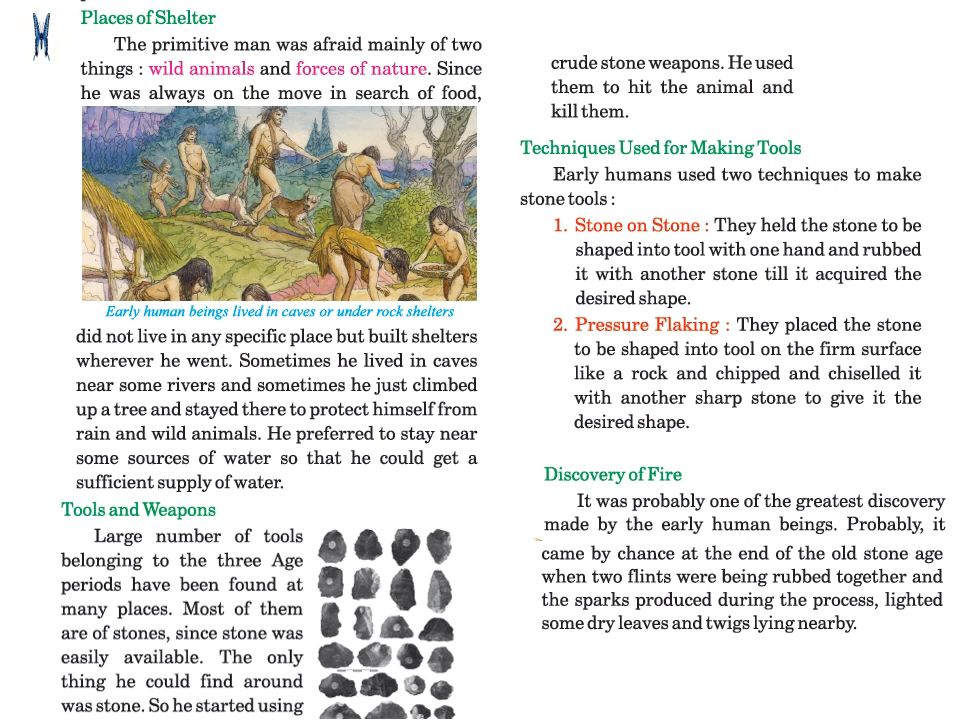 Places of Shelter
The primitive man was afraid mainly of two
things : wild animals and forces of nature. Since
he was always on the move in search of food,
Early human beings lived in caves or under rock shelters
did not live in any specific place but built shelters
wherever he went. Sometimes he lived in caves
near some rivers and sometimes he just climbed
up a tree and stayed there to protect himself from
rain and wild animals. He preferred to stay near
some sources of water so that he could get a
sufficient supply of water.
Tools and Weapons
Large number of tools
belonging to the three Age
periods have been found at
many places. Most of them
are of stones, since stone was
easily available. The only
thing he could find around
was stone. So he started using
crude stone weapons. He used
them to hit the animal and
kill them.
Techniques Used for Making Tools
Early humans used two techniques to make
stone tools :
1. Stone on Stone : They held the stone to be
shaped into tool with one hand and rubbed
it with another stone till it acquired the
desired shape.
2. Pressure Flaking : They placed the stone
to be shaped into tool on the firm surface
like a rock and chipped and chiselled it
with another sharp stone to give it the
desired shape.
Discovery of Fire
It was probably one of the greatest discovery
made by the early human beings. Probably, it
came by chance at the end of the old stone age
when two flints were being rubbed together and
the sparks produced during the process, lighted
some dry leaves and twigs lying nearby.